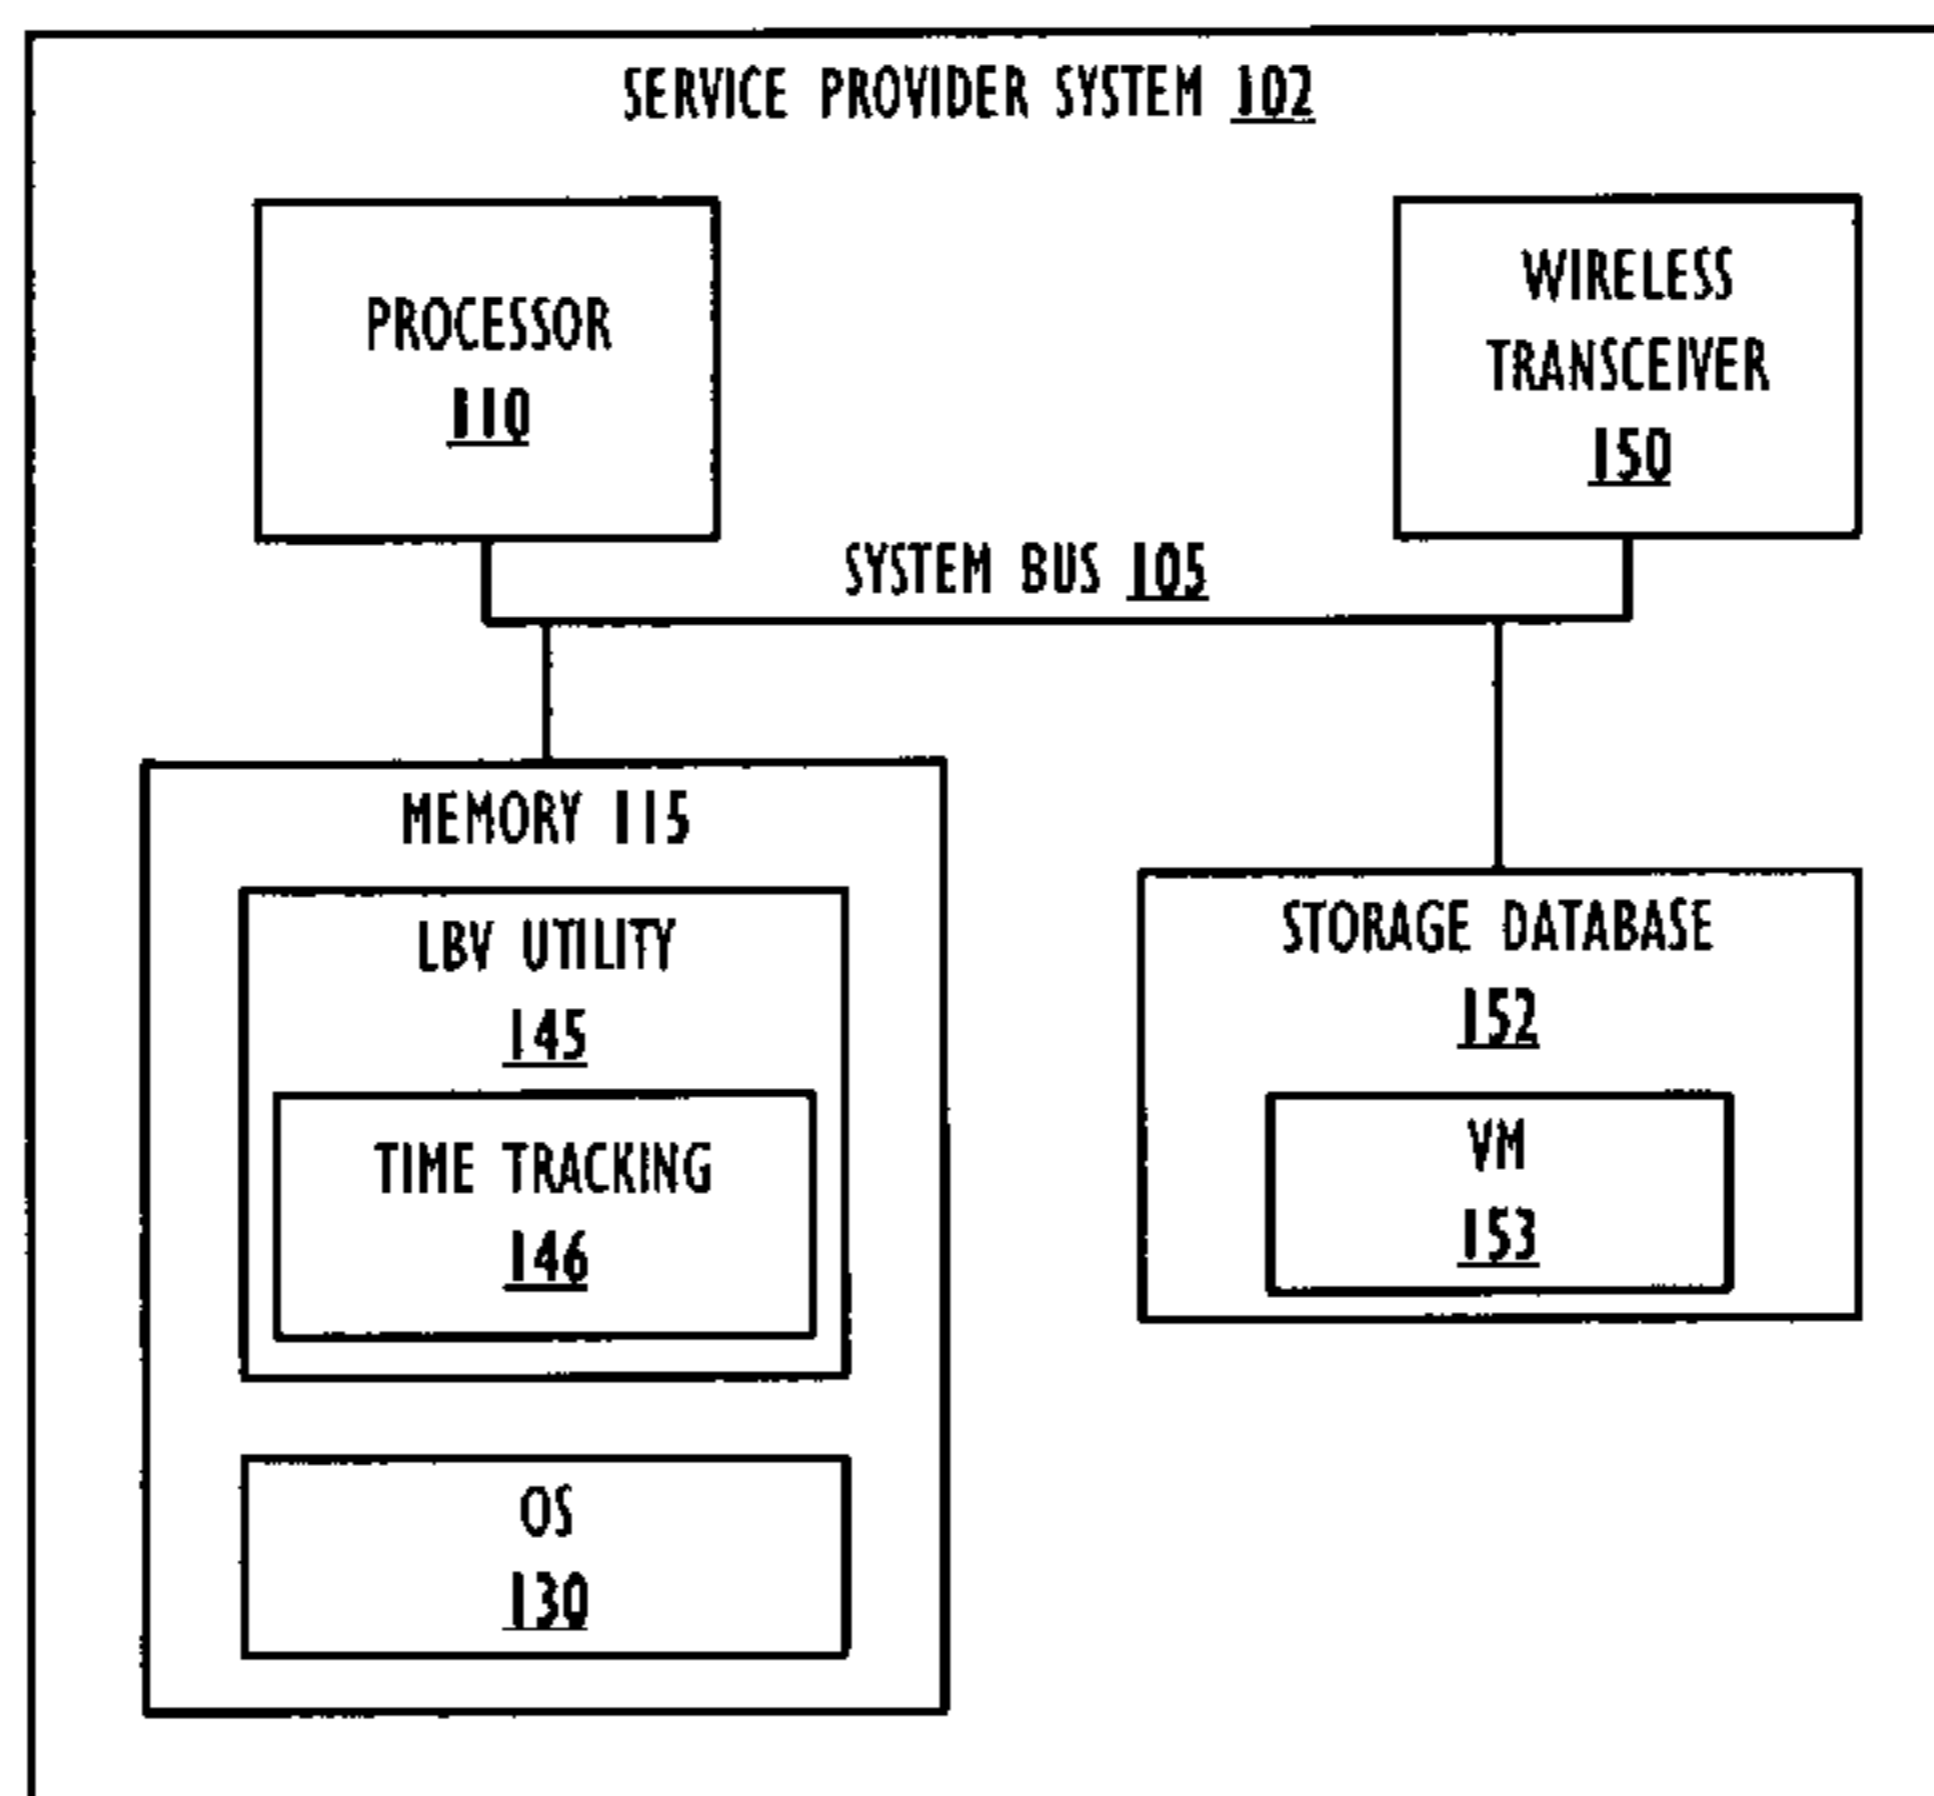 SERVICE PROVIDER SYSTEM 102
PROCESSOR
110
WIRELESS
TRANSCEIVER
150
SYSTEM BUS 105
MEMORY 115
LBV UTILITY
145
TIME TRACKING
146
OS
130
STORAGE DATABASE
152
VM
153